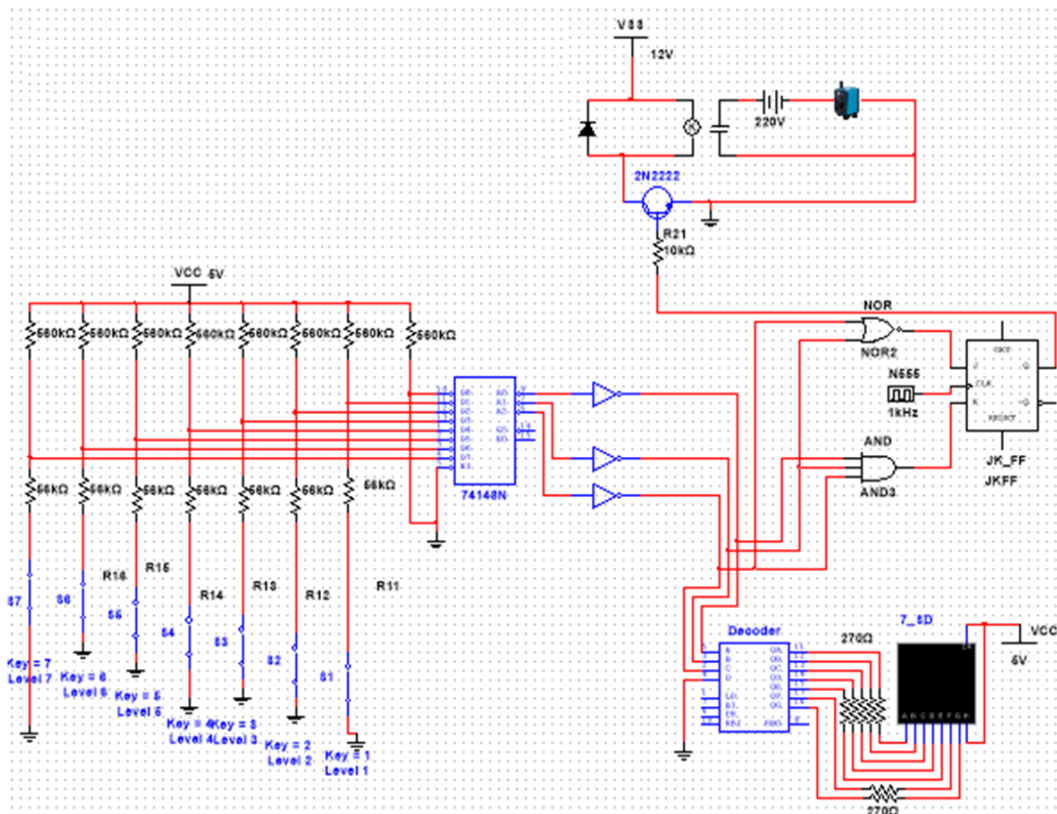 VSS
12V
220V
2N2222
R21
10kΩ
VCC 5V
560kΩ 560kΩ 560kΩ 560kΩ 560kΩ 560kΩ 560kΩ 560kΩ
NOR
NOR2
N555
1kHz
J
CLK
K
Q
~Q
JK_FF
JKFF
AND
AND3
74148N
56kΩ 56kΩ 56kΩ 56kΩ 56kΩ 56kΩ 56kΩ
R16 R15 R14 R13 R12 R11
S7 S6 S5 S4 S3 S2 S1
Key = 7
Level 7
Key = 6
Level 6
Key = 5
Level 5
Key = 4
Level 4
Key = 3
Level 3
Key = 2
Level 2
Key = 1
Level 1
Decoder
270Ω
7_SD
VCC
5V
A B C D E F G
270Ω